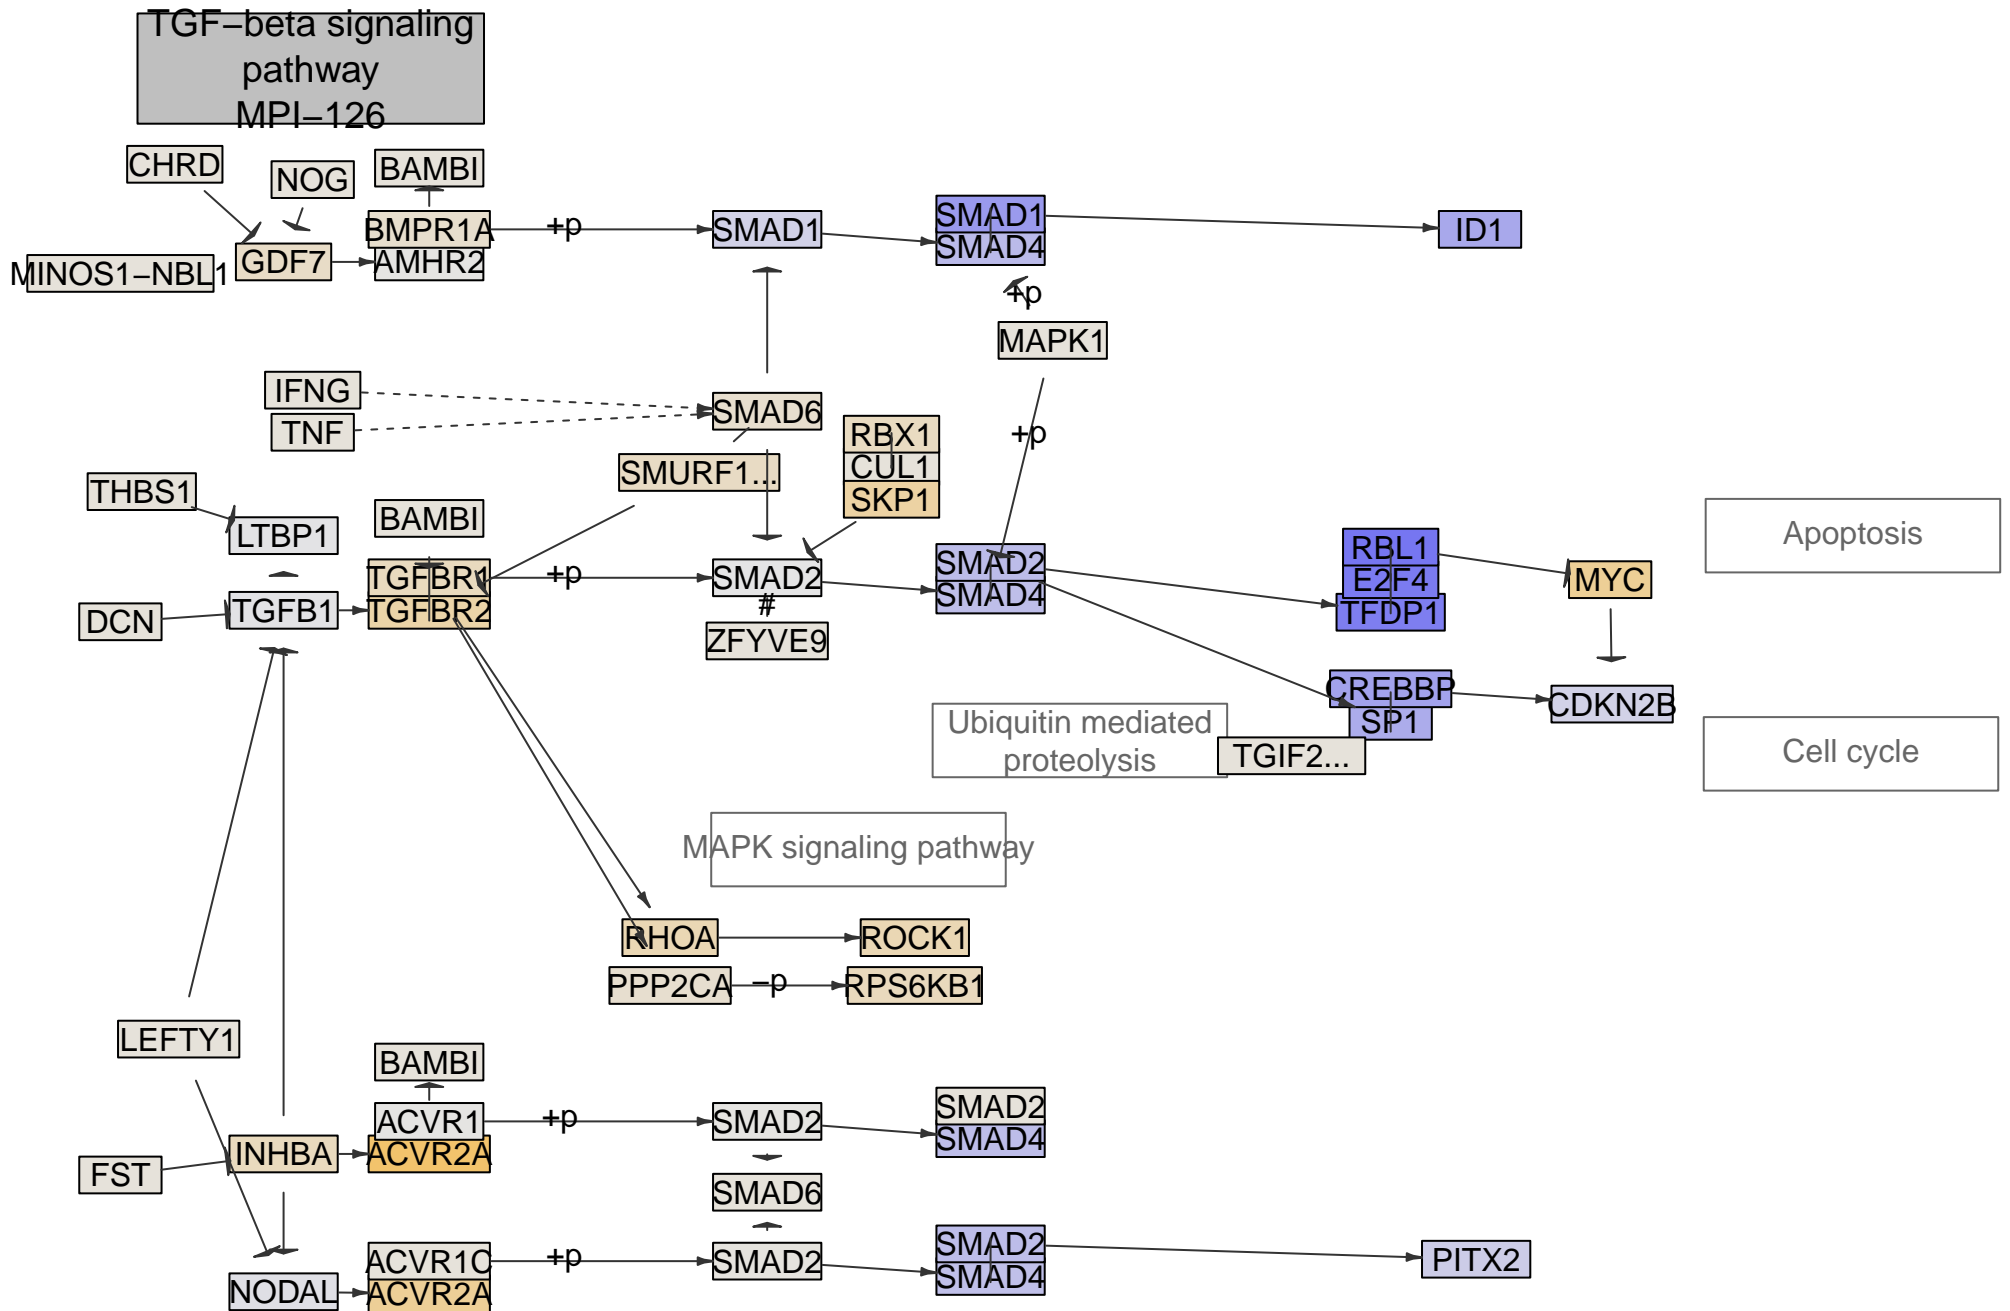 TGF−beta signaling
pathway
MPI−126
CHRD
NOG
BAMBI
BMPR1A
+p
SMAD1
SMAD1
SMAD4
ID1
MINOS1−NBL1
GDF7
AMHR2
+p
MAPK1
IFNG
TNF
SMAD6
RBX1
CUL1
SKP1
+p
SMURF1...
THBS1
LTBP1
BAMBI
TGFBR1
TGFBR2
+p
SMAD2
#
ZFYVE9
SMAD2
SMAD4
RBL1
E2F4
TFDP1
MYC
Apoptosis
DCN
TGFB1
CREBBP
SP1
CDKN2B
Ubiquitin mediated
proteolysis
TGIF2...
Cell cycle
MAPK signaling pathway
RHOA
ROCK1
PPP2CA
−p
RPS6KB1
LEFTY1
BAMBI
ACVR1
ACVR2A
+p
SMAD2
SMAD2
SMAD4
FST
INHBA
SMAD6
ACVR1C
ACVR2A
+p
SMAD2
SMAD2
SMAD4
PITX2
NODAL